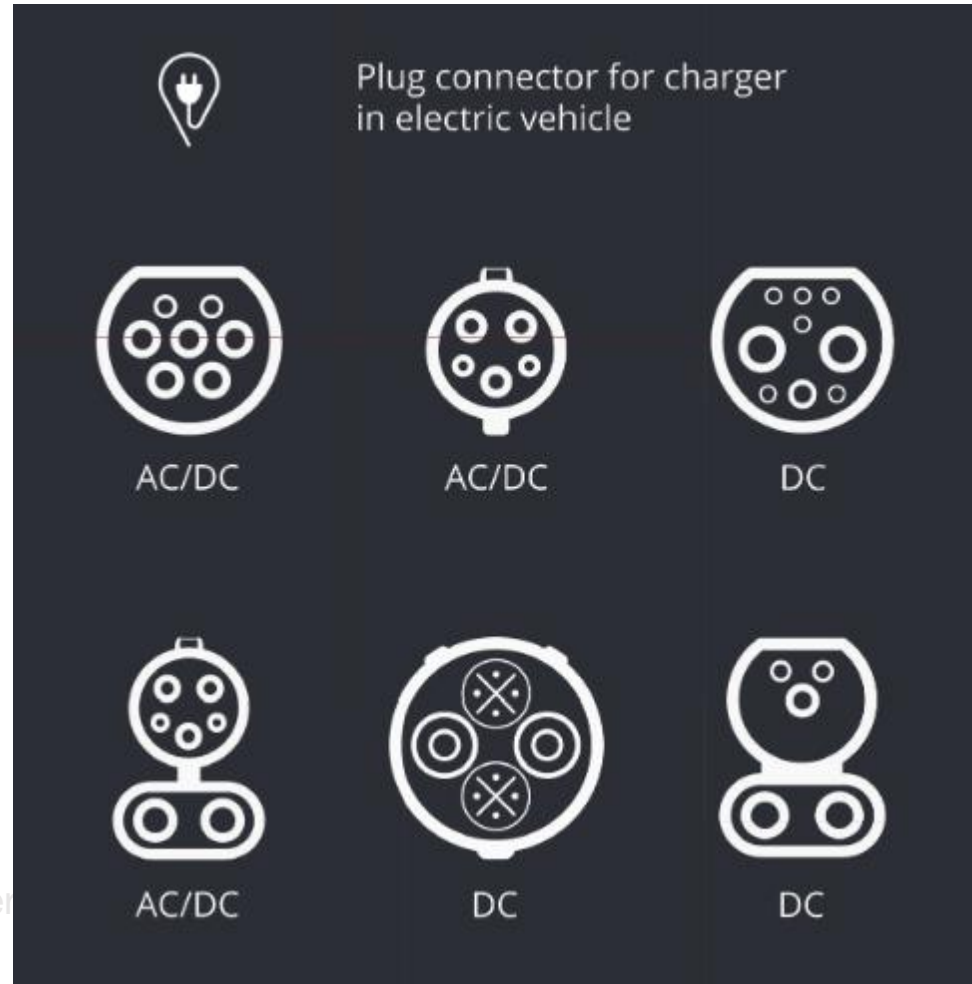 Plug connector for charger
in electric vehicle
AC/DC
AC/DC
DC
AC/DC
DC
DC